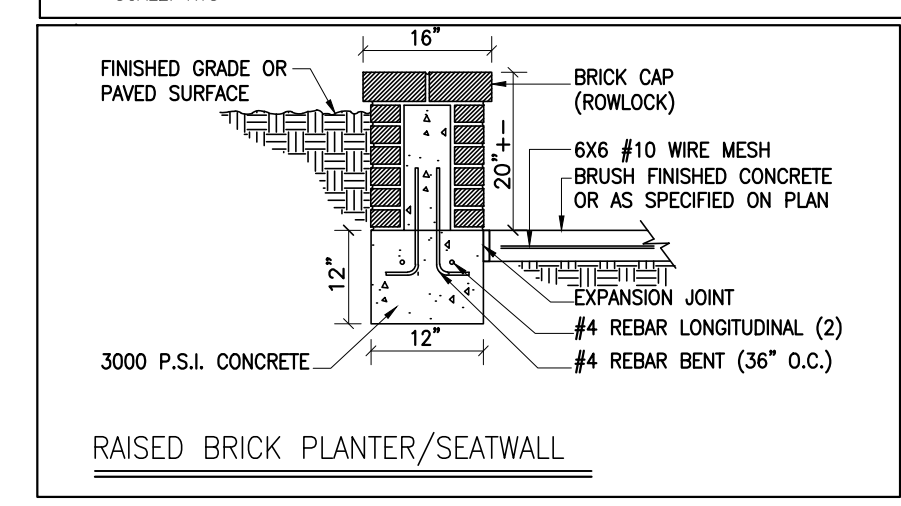 16"
FINISHED GRADE OR
PAVED SURFACE
BRICK CAP
(ROWLOCK)
20"+-
6X6 #10 WIRE MESH
BRUSH FINISHED CONCRETE
OR AS SPECIFIED ON PLAN
12"
EXPANSION JOINT
#4 REBAR LONGITUDINAL (2)
12"
3000 P.S.I. CONCRETE
#4 REBAR BENT (36" O.C.)
RAISED BRICK PLANTER/SEATWALL